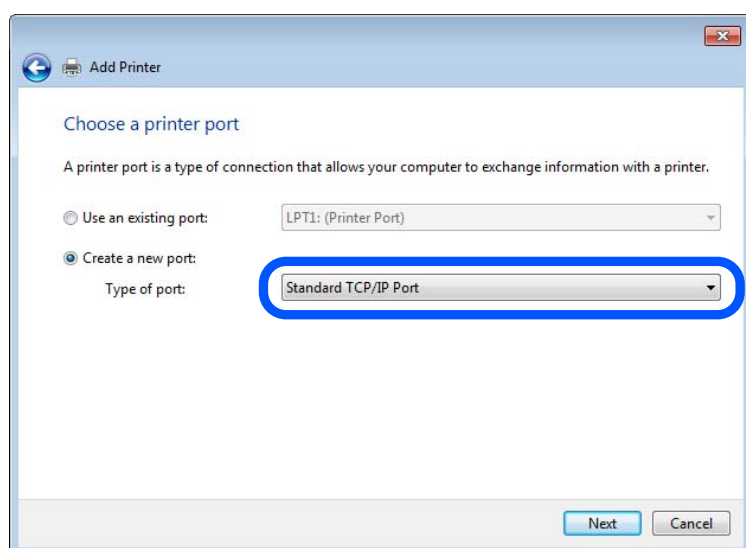 Add Printer
Choose a printer port
A printer port is a type of connection that allows your computer to exchange information with a printer.
Use an existing port: LPT1: (Printer Port)
Create a new port:
Type of port: Standard TCP/IP Port
Next Cancel